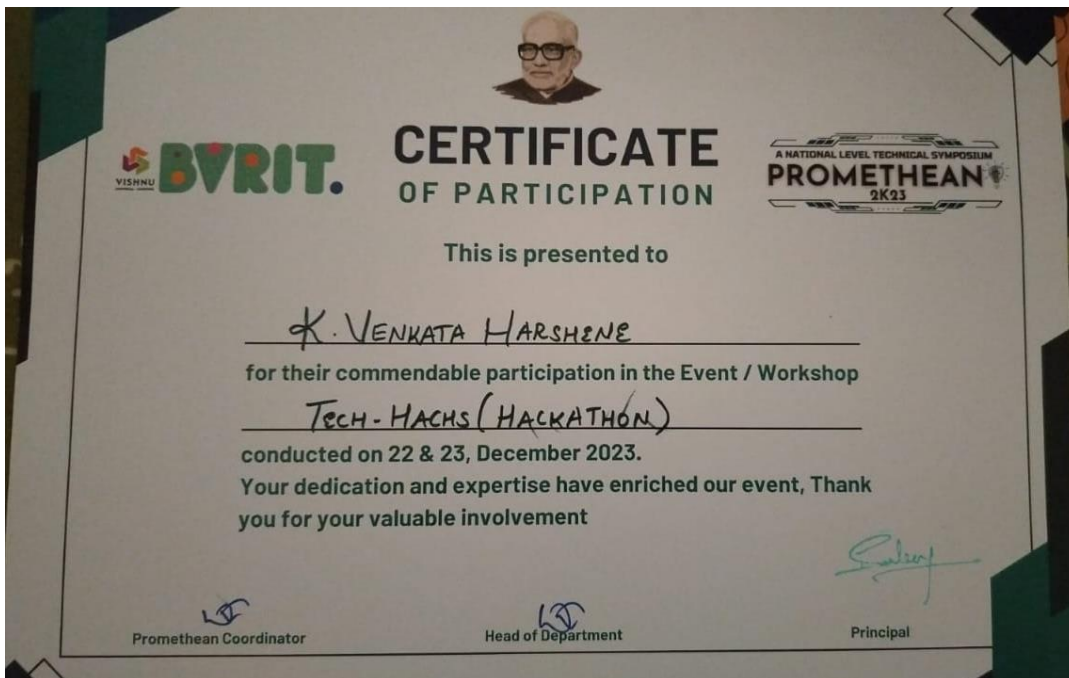 CERTIFICATE
OF PARTICIPATION
VISHNU
BVRIT.
A NATIONAL LEVEL TECHNICAL SYMPOSIUM
PROMETHEAN
2K23
This is presented to
K. VENKATA HARSHENE
for their commendable participation in the Event / Workshop
TECH-HACHS (HACKATHON)
conducted on 22 & 23, December 2023.
Your dedication and expertise have enriched our event, Thank
you for your valuable involvement
Promethean Coordinator
Head of Department
Principal